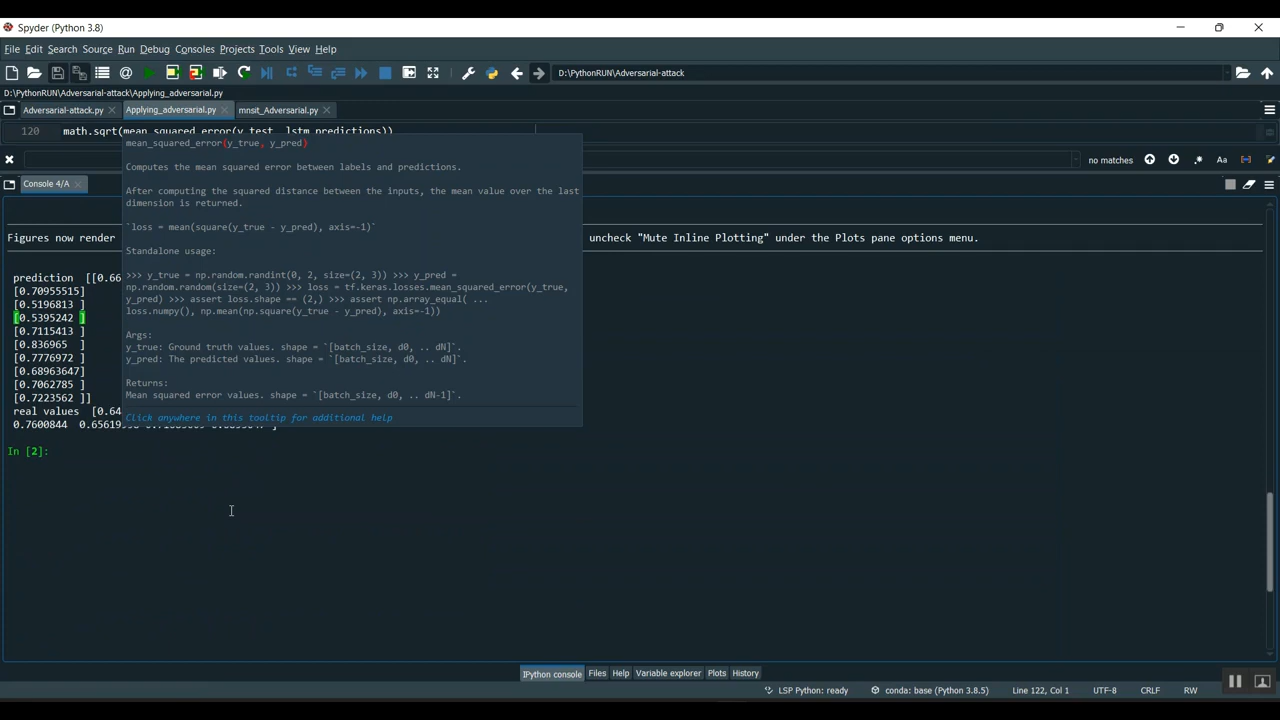 Spyder (Python 3.8)
File Edit Search Source Run Debug Consoles Projects Tools View Help
D:\PythonRUN\Adversarial-attack
D:\PythonRUN\Adversarial-attack\Applying_adversarial.py
Adversarial-attack.py Applying_adversarial.py mnsit_Adversarial.py
120 math.sqrt(mean_squared_error(y_test, lstm_predictions))
mean_squared_error(y_true, y_pred)
no matches
Computes the mean squared error between labels and predictions.
Console 4/A
After computing the squared distance between the inputs, the mean value over the last
dimension is returned.
`loss = mean(square(y_true - y_pred), axis=-1)`
Figures now render uncheck "Mute Inline Plotting" under the Plots pane options menu.
Standalone usage:
>>> y_true = np.random.randint(0, 2, size=(2, 3)) >>> y_pred =
np.random.random(size=(2, 3)) >>> loss = tf.keras.losses.mean_squared_error(y_true,
y_pred) >>> assert loss.shape == (2,) >>> assert np.array_equal( ...
loss.numpy(), np.mean(np.square(y_true - y_pred), axis=-1))
Args:
y_true: Ground truth values. shape = `[batch_size, d0, .. dN]`.
y_pred: The predicted values. shape = `[batch_size, d0, .. dN]`.
Returns:
Mean squared error values. shape = `[batch_size, d0, .. dN-1]`.
Click anywhere in this tooltip for additional help
prediction [[0.66
[0.70955515]
[0.5196813 ]
[0.5395242 ]
[0.7115413 ]
[0.836965 ]
[0.7776972 ]
[0.68963647]
[0.7062785 ]
[0.7223562 ]]
real values [0.64
0.7600844
In [2]:
IPython console Files Help Variable explorer Plots History
LSP Python: ready conda: base (Python 3.8.5) Line 122, Col 1 UTF-8 CRLF RW